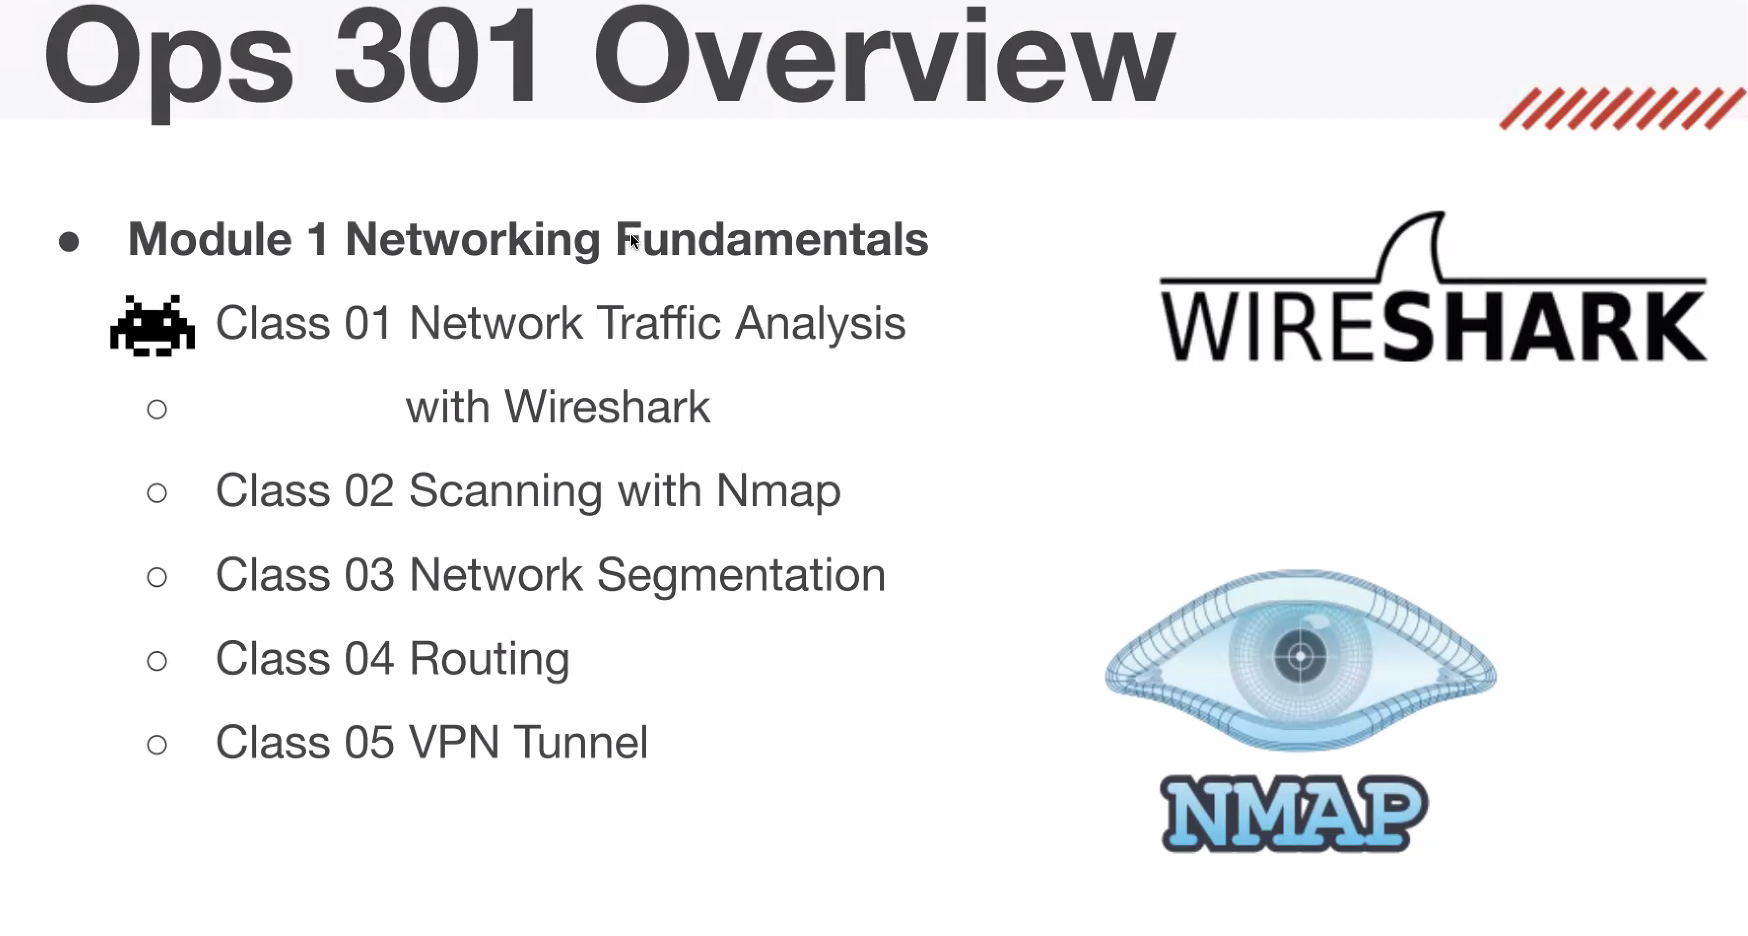 Ops 301 Overview
● Module 1 Networking Fundamentals
Class 01 Network Traffic Analysis
○ with Wireshark
○ Class 02 Scanning with Nmap
○ Class 03 Network Segmentation
○ Class 04 Routing
○ Class 05 VPN Tunnel
WIRESHARK
NMAP